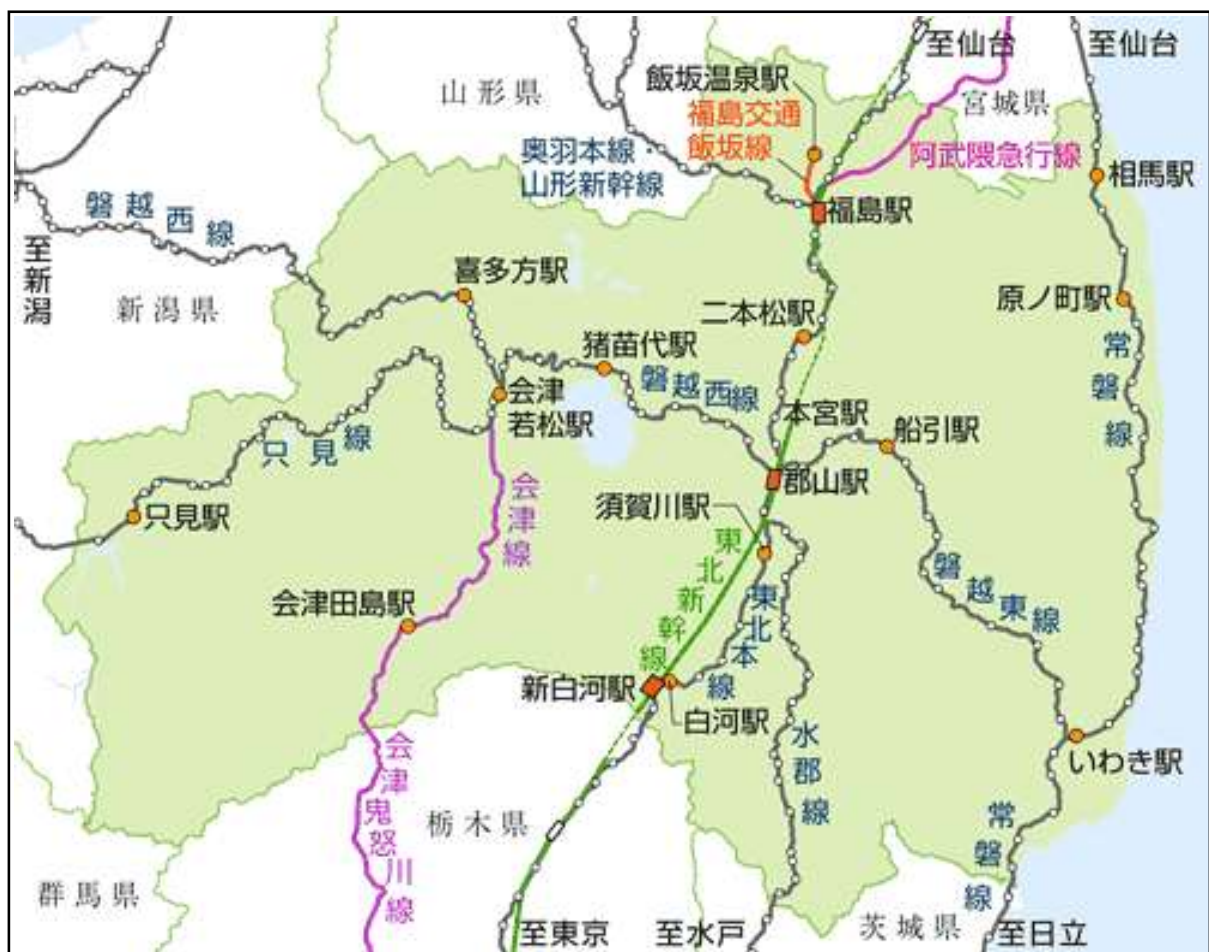 至仙台
至仙台
飯坂温泉駅
山形県
宮城県
福島交通
飯坂線
奥羽本線・
山形新幹線
阿武隈急行線
相馬駅
磐越西線
福島駅
至新潟
喜多方駅
新潟県
原ノ町駅
二本松駅
猪苗代駅
常磐線
磐越西線
会津
若松駅
本宮駅
船引駅
只見線
郡山駅
会津線
須賀川駅
只見駅
東北新幹線
磐越東線
会津田島駅
東北本線
新白河駅
白河駅
水郡線
いわき駅
会津鬼怒川線
栃木県
常磐線
群馬県
茨城県
至東京
至水戸
至日立